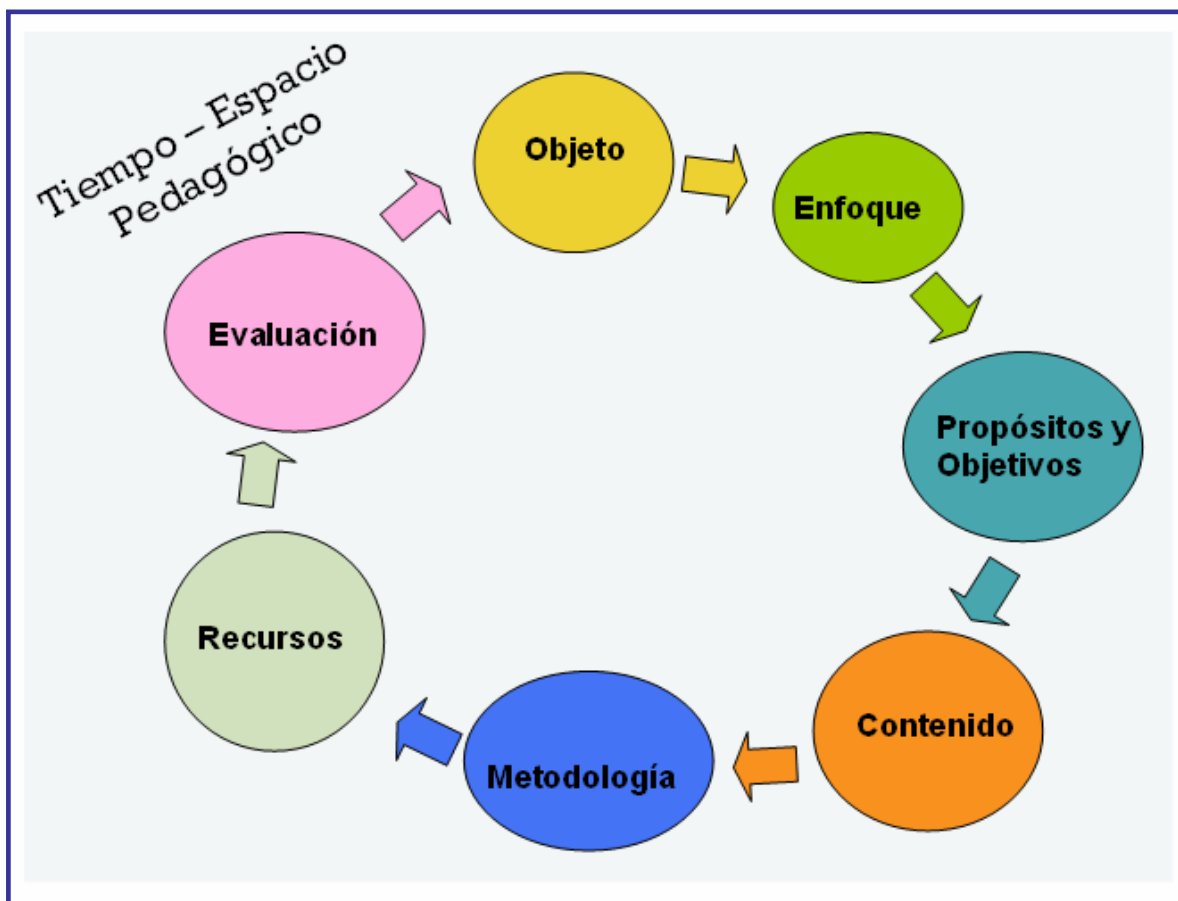 Tiempo – Espacio
Pedagógico
Objeto
Enfoque
Propósitos y
Objetivos
Contenido
Metodología
Recursos
Evaluación